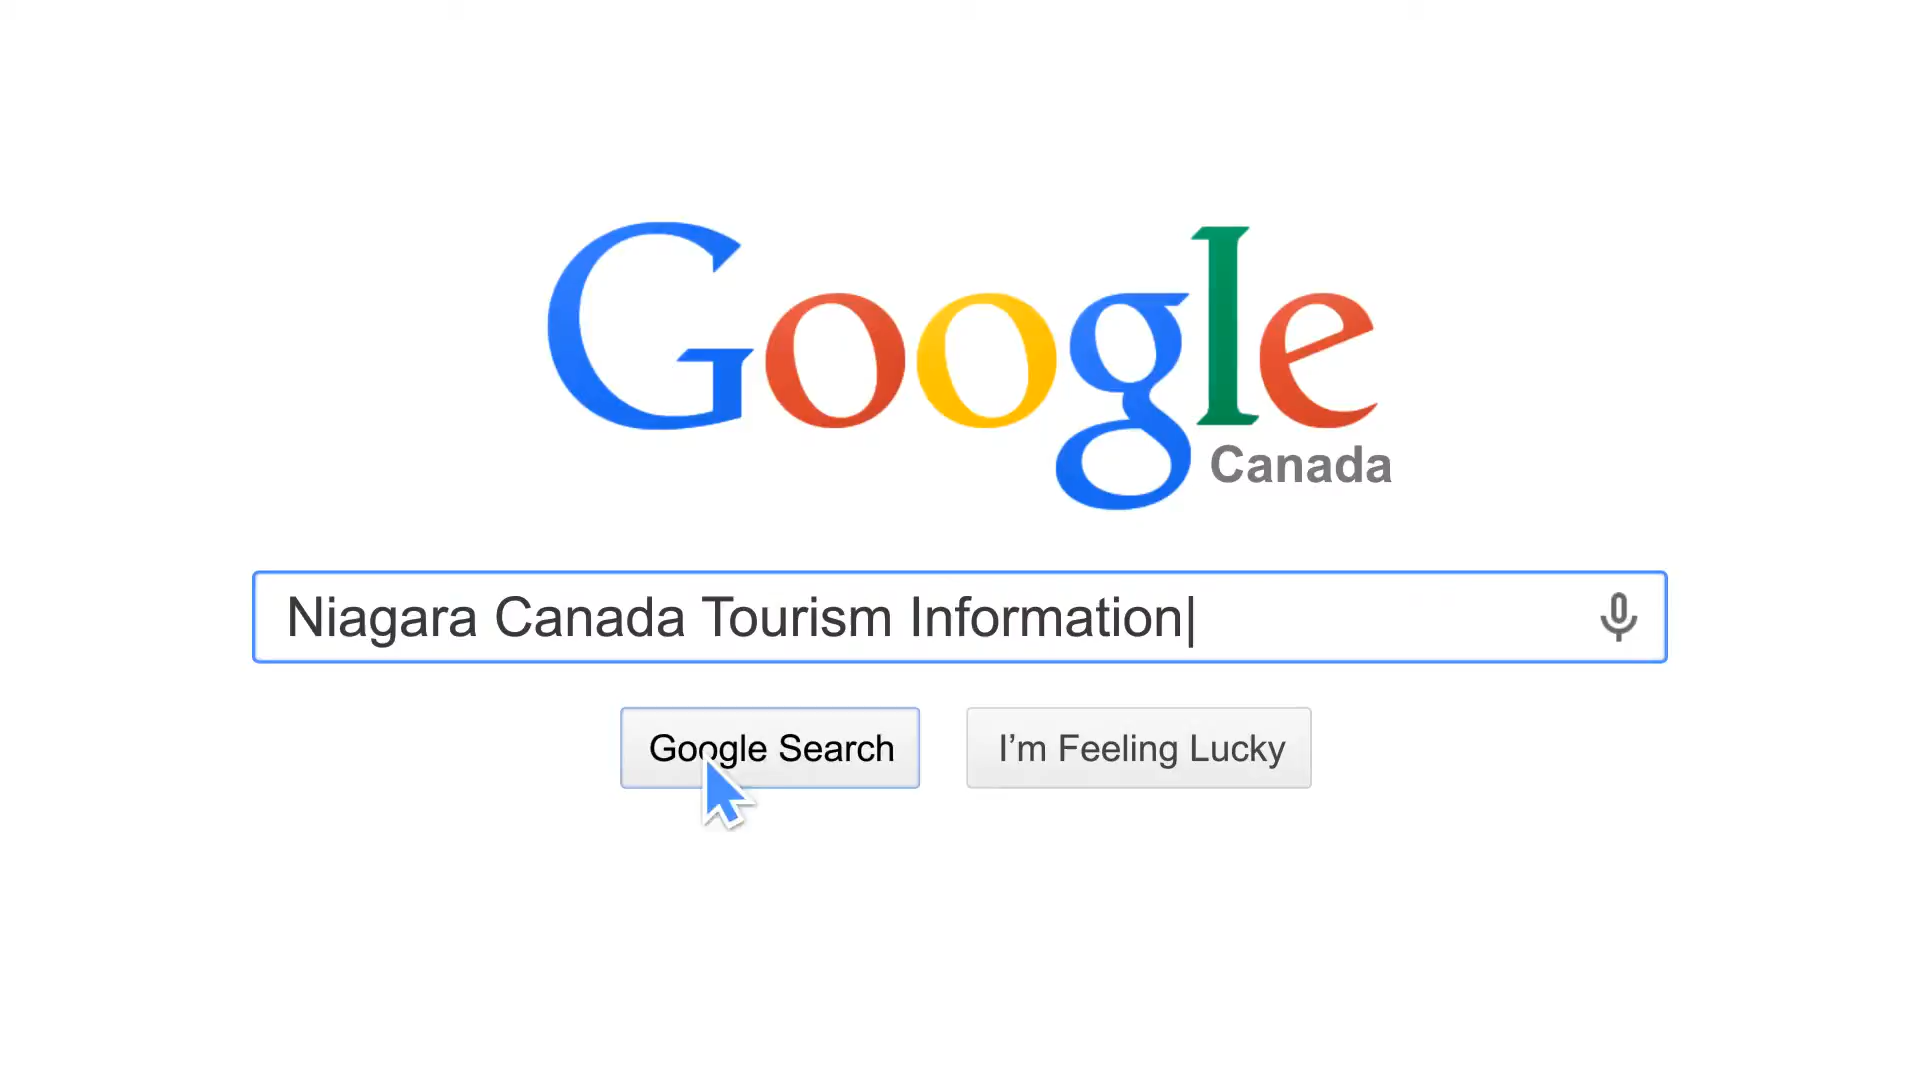 Google
Canada
Niagara Canada Tourism Information
Google Search
I’m Feeling Lucky